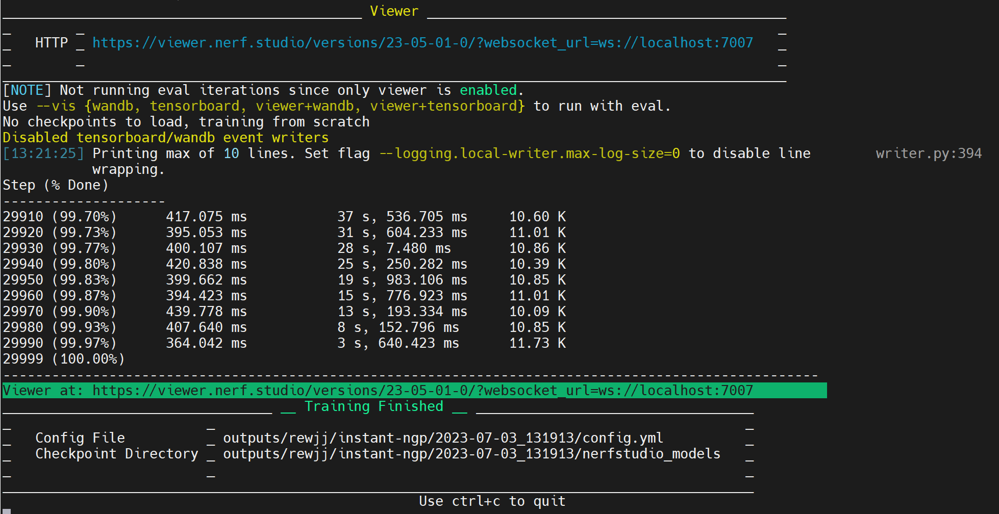 Viewer
HTTP https://viewer.nerf.studio/versions/23-05-01-0/?websocket_url=ws://localhost:7007
[NOTE] Not running eval iterations since only viewer is enabled.
Use --vis {wandb, tensorboard, viewer+wandb, viewer+tensorboard} to run with eval.
No checkpoints to load, training from scratch
Disabled tensorboard/wandb event writers
[13:21:25] Printing max of 10 lines. Set flag --logging.local-writer.max-log-size=0 to disable line writer.py:394
wrapping.
Step (% Done)
--------------------
29910 (99.70%) 417.075 ms 37 s, 536.705 ms 10.60 K
29920 (99.73%) 395.053 ms 31 s, 604.233 ms 11.01 K
29930 (99.77%) 400.107 ms 28 s, 7.480 ms 10.86 K
29940 (99.80%) 420.838 ms 25 s, 250.282 ms 10.39 K
29950 (99.83%) 399.662 ms 19 s, 983.106 ms 10.85 K
29960 (99.87%) 394.423 ms 15 s, 776.923 ms 11.01 K
29970 (99.90%) 439.778 ms 13 s, 193.334 ms 10.09 K
29980 (99.93%) 407.640 ms 8 s, 152.796 ms 10.85 K
29990 (99.97%) 364.042 ms 3 s, 640.423 ms 11.73 K
29999 (100.00%)
----------------------------------------------------------------------------------------------------
Viewer at: https://viewer.nerf.studio/versions/23-05-01-0/?websocket_url=ws://localhost:7007
Training Finished
Config File outputs/rewjj/instant-ngp/2023-07-03_131913/config.yml
Checkpoint Directory outputs/rewjj/instant-ngp/2023-07-03_131913/nerfstudio_models
Use ctrl+c to quit